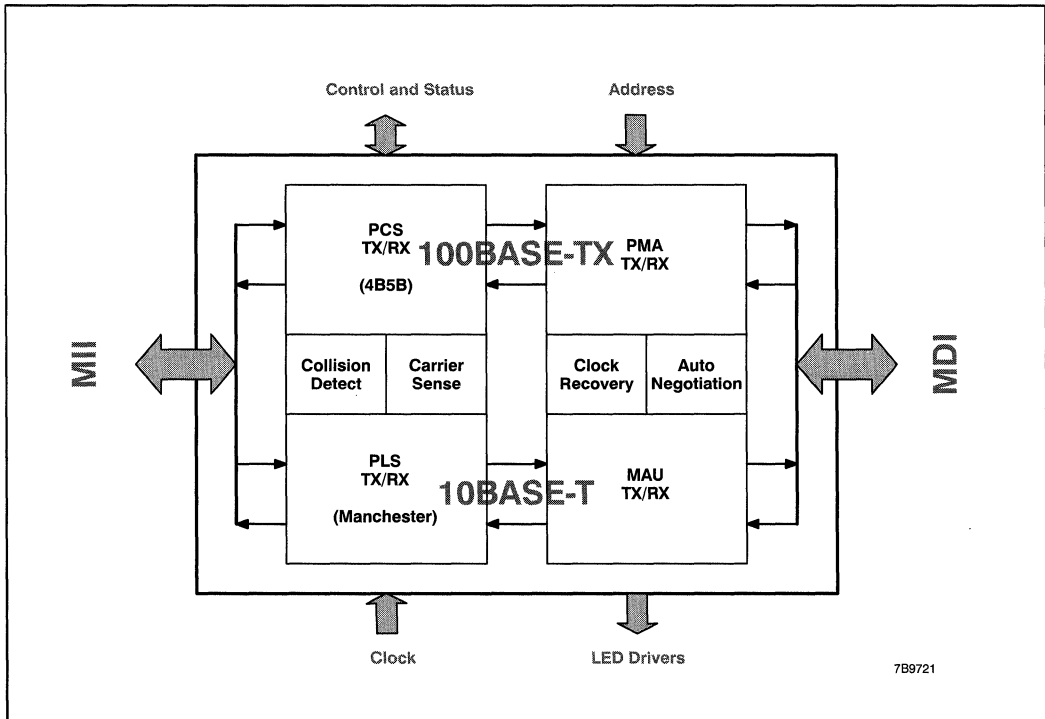 Control and Status
Address
PCS
TX/RX
100BASE-TX
PMA
TX/RX
(4B5B)
MII
Collision
Detect
Carrier
Sense
Clock
Recovery
Auto
Negotiation
MDI
PLS
TX/RX
10BASE-T
MAU
TX/RX
(Manchester)
Clock
LED Drivers
7B9721